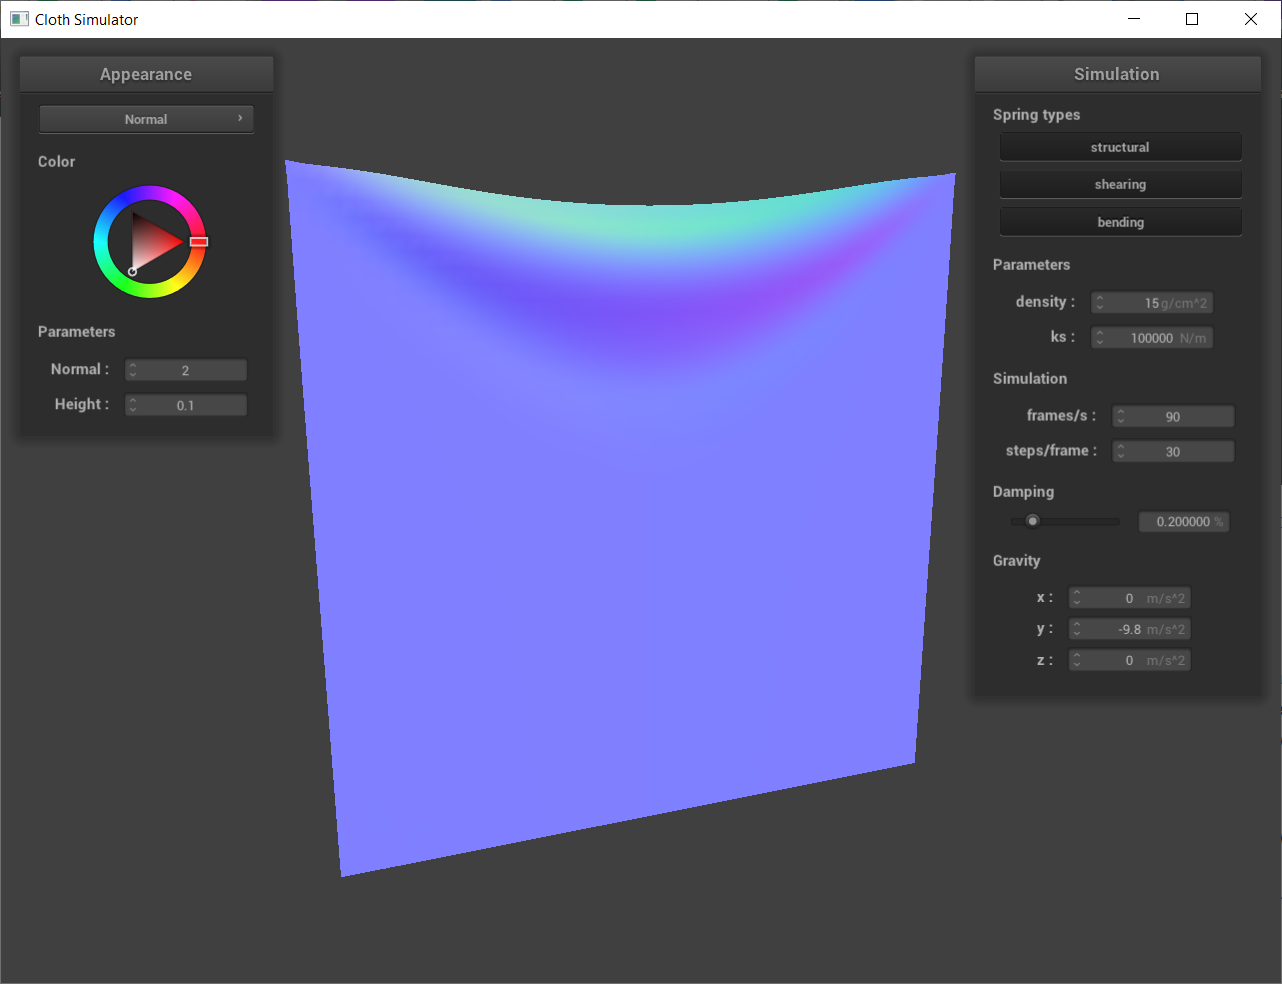 Cloth Simulator
Appearance
Normal
Color
Parameters
Normal : 2
Height : 0.1
Simulation
Spring types
structural
shearing
bending
Parameters
density : 15 g/cm^2
ks : 100000 N/m
Simulation
frames/s : 90
steps/frame : 30
Damping
0.200000 %
Gravity
x : 0 m/s^2
y : -9.8 m/s^2
z : 0 m/s^2